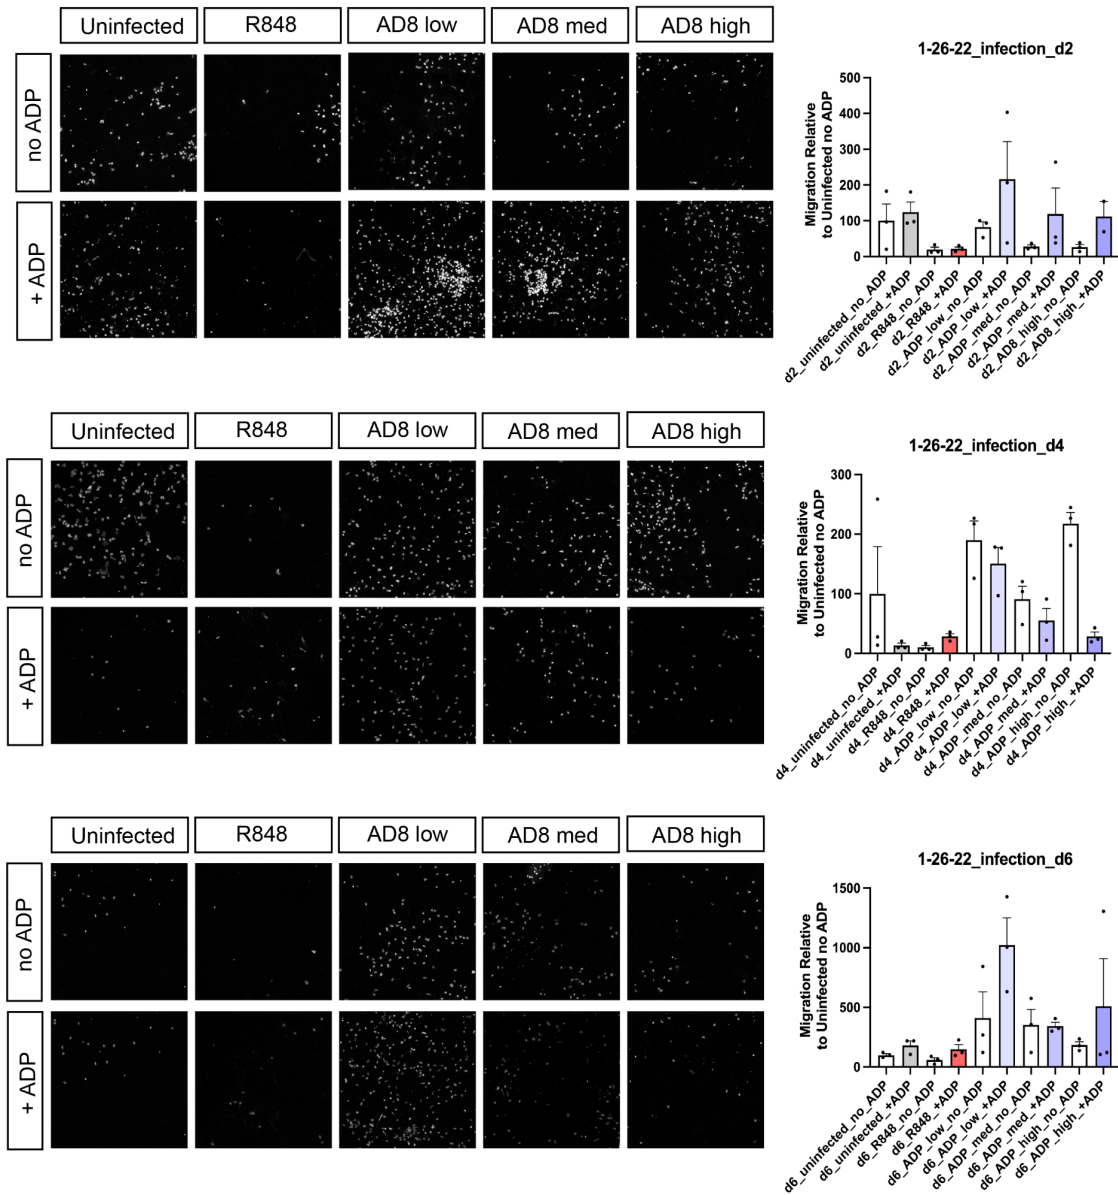 Uninfected
R848
AD8 low
AD8 med
AD8 high
no ADP
+ ADP
1-26-22_infection_d2
Migration Relative
to Uninfected no ADP
500
400
300
200
100
0
d2_uninfected_no_ADP
d2_uninfected_+ADP
d2_R848_no_ADP
d2_R848_+ADP
d2_ADP_low_no_ADP
d2_ADP_low_+ADP
d2_ADP_med_no_ADP
d2_ADP_med_+ADP
d2_AD8_high_no_ADP
d2_AD8_high_+ADP
Uninfected
R848
AD8 low
AD8 med
AD8 high
no ADP
+ ADP
1-26-22_infection_d4
Migration Relative
to Uninfected no ADP
300
200
100
0
d4_uninfected_no_ADP
d4_uninfected_+ADP
d4_R848_no_ADP
d4_R848_+ADP
d4_ADP_low_no_ADP
d4_ADP_low_+ADP
d4_ADP_med_no_ADP
d4_ADP_med_+ADP
d4_ADP_high_no_ADP
d4_ADP_high_+ADP
Uninfected
R848
AD8 low
AD8 med
AD8 high
no ADP
+ ADP
1-26-22_infection_d6
Migration Relative
to Uninfected no ADP
1500
1000
500
0
d6_uninfected_no_ADP
d6_uninfected_+ADP
d6_R848_no_ADP
d6_R848_+ADP
d6_ADP_low_no_ADP
d6_ADP_low_+ADP
d6_ADP_med_no_ADP
d6_ADP_med_+ADP
d6_ADP_high_no_ADP
d6_ADP_high_+ADP